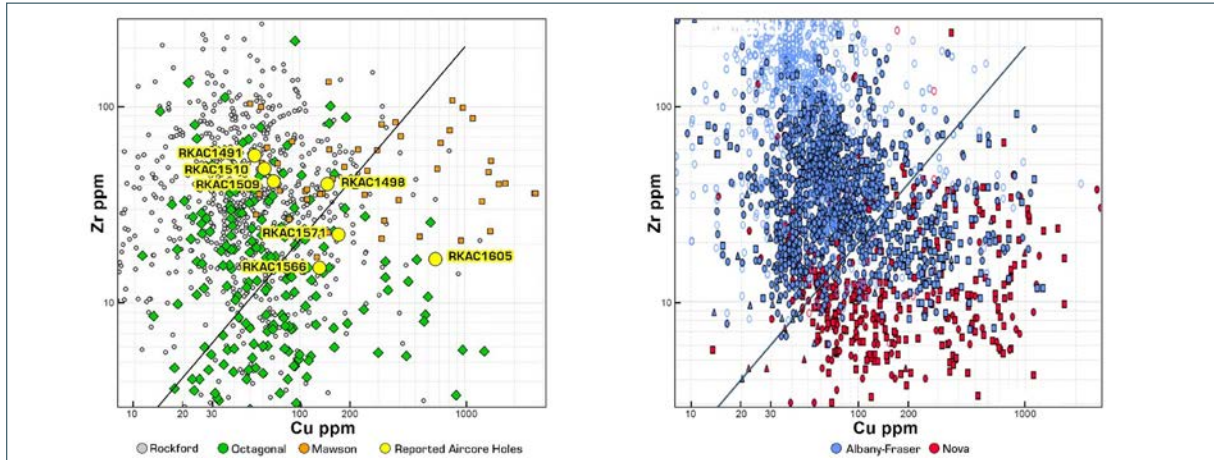 100
10
Zr ppm
RKAC1491
RKAC1510
RKAC1509
RKAC1498
RKAC1571
RKAC1566
RKAC1605
10 20 30 100 200 1000
Cu ppm
Rockford Octagonal Mawson Reported Aircore Holes
100
10
Zr ppm
10 20 30 100 200 1000
Cu ppm
Albany-Fraser Nova